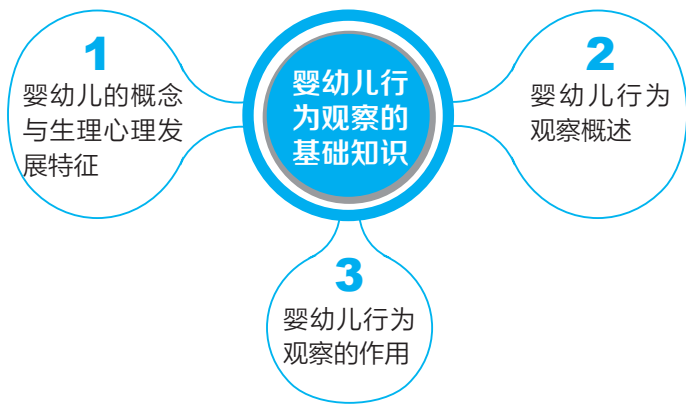 婴幼儿行
为观察的
基础知识
1
婴幼儿的概念
与生理心理发
展特征
2
婴幼儿行为
观察概述
3
婴幼儿行为
观察的作用